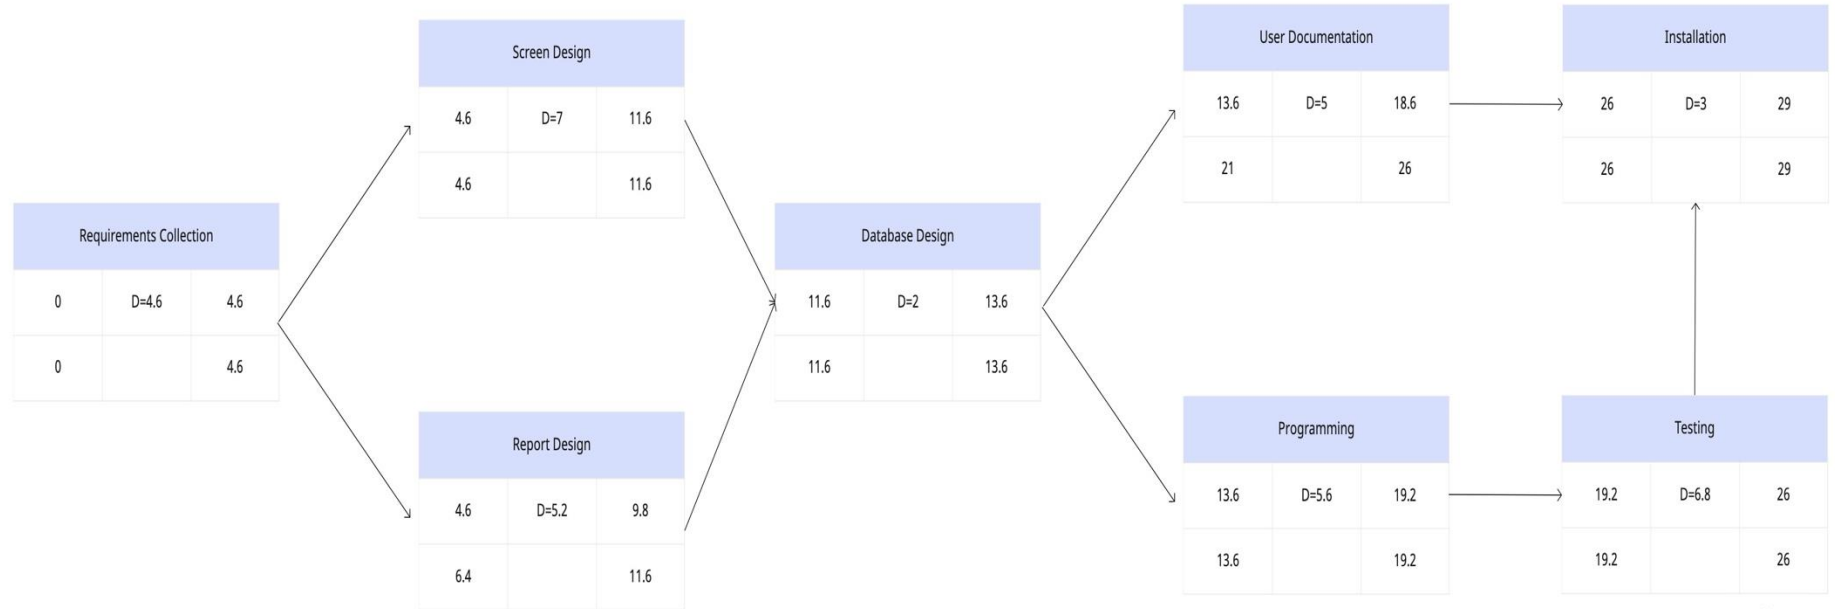 Requirements Collection
0 D=4.6 4.6
0 4.6
Screen Design
4.6 D=7 11.6
4.6 11.6
Report Design
4.6 D=5.2 9.8
6.4 11.6
Database Design
11.6 D=2 13.6
11.6 13.6
User Documentation
13.6 D=5 18.6
21 26
Programming
13.6 D=5.6 19.2
13.6 19.2
Installation
26 D=3 29
26 29
Testing
19.2 D=6.8 26
19.2 26